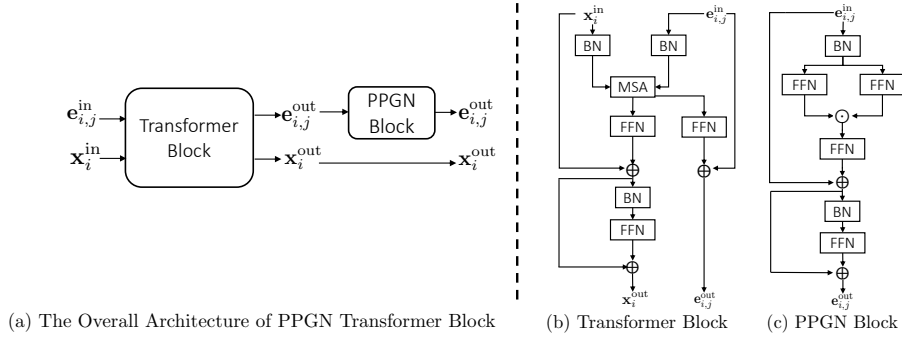 e_{i,j}^{in}
x_i^{in}
Transformer
Block
e_{i,j}^{out}
x_i^{out}
PPGN
Block
e_{i,j}^{out}
x_i^{out}
(a) The Overall Architecture of PPGN Transformer Block
x_i^{in}
e_{i,j}^{in}
BN
BN
MSA
FFN
FFN
BN
FFN
x_i^{out}
e_{i,j}^{out}
(b) Transformer Block
e_{i,j}^{in}
BN
FFN
FFN
FFN
BN
FFN
e_{i,j}^{out}
(c) PPGN Block